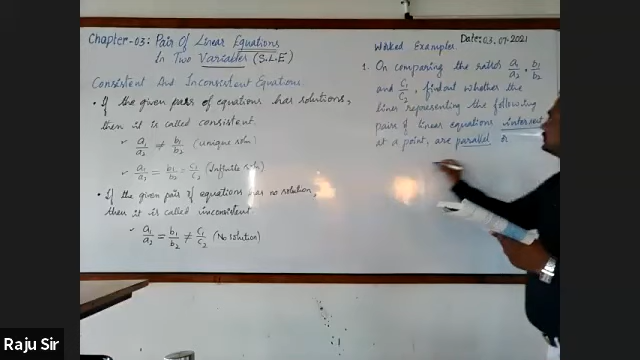 Chapter-03: Pair Of Linear Equations
In Two Variables (S.L.E)
Consistent And Inconsistent Equations
• If the given pairs of equations has solutions,
then it is called consistent.
a₁/a₂ ≠ b₁/b₂ (unique soln)
a₁/a₂ = b₁/b₂ = c₁/c₂ (Infinite soln)
• If the given pair of equations has no solution,
then it is called inconsistent.
a₁/a₂ = b₁/b₂ ≠ c₁/c₂ (No solution)
Date: 03.07.2021
Worked Examples
1. On comparing the ratios a₁/a₂, b₁/b₂
and c₁/c₂, find out whether the
lines representing the following
pairs of linear equations intersect
at a point, are parallel or
Raju Sir